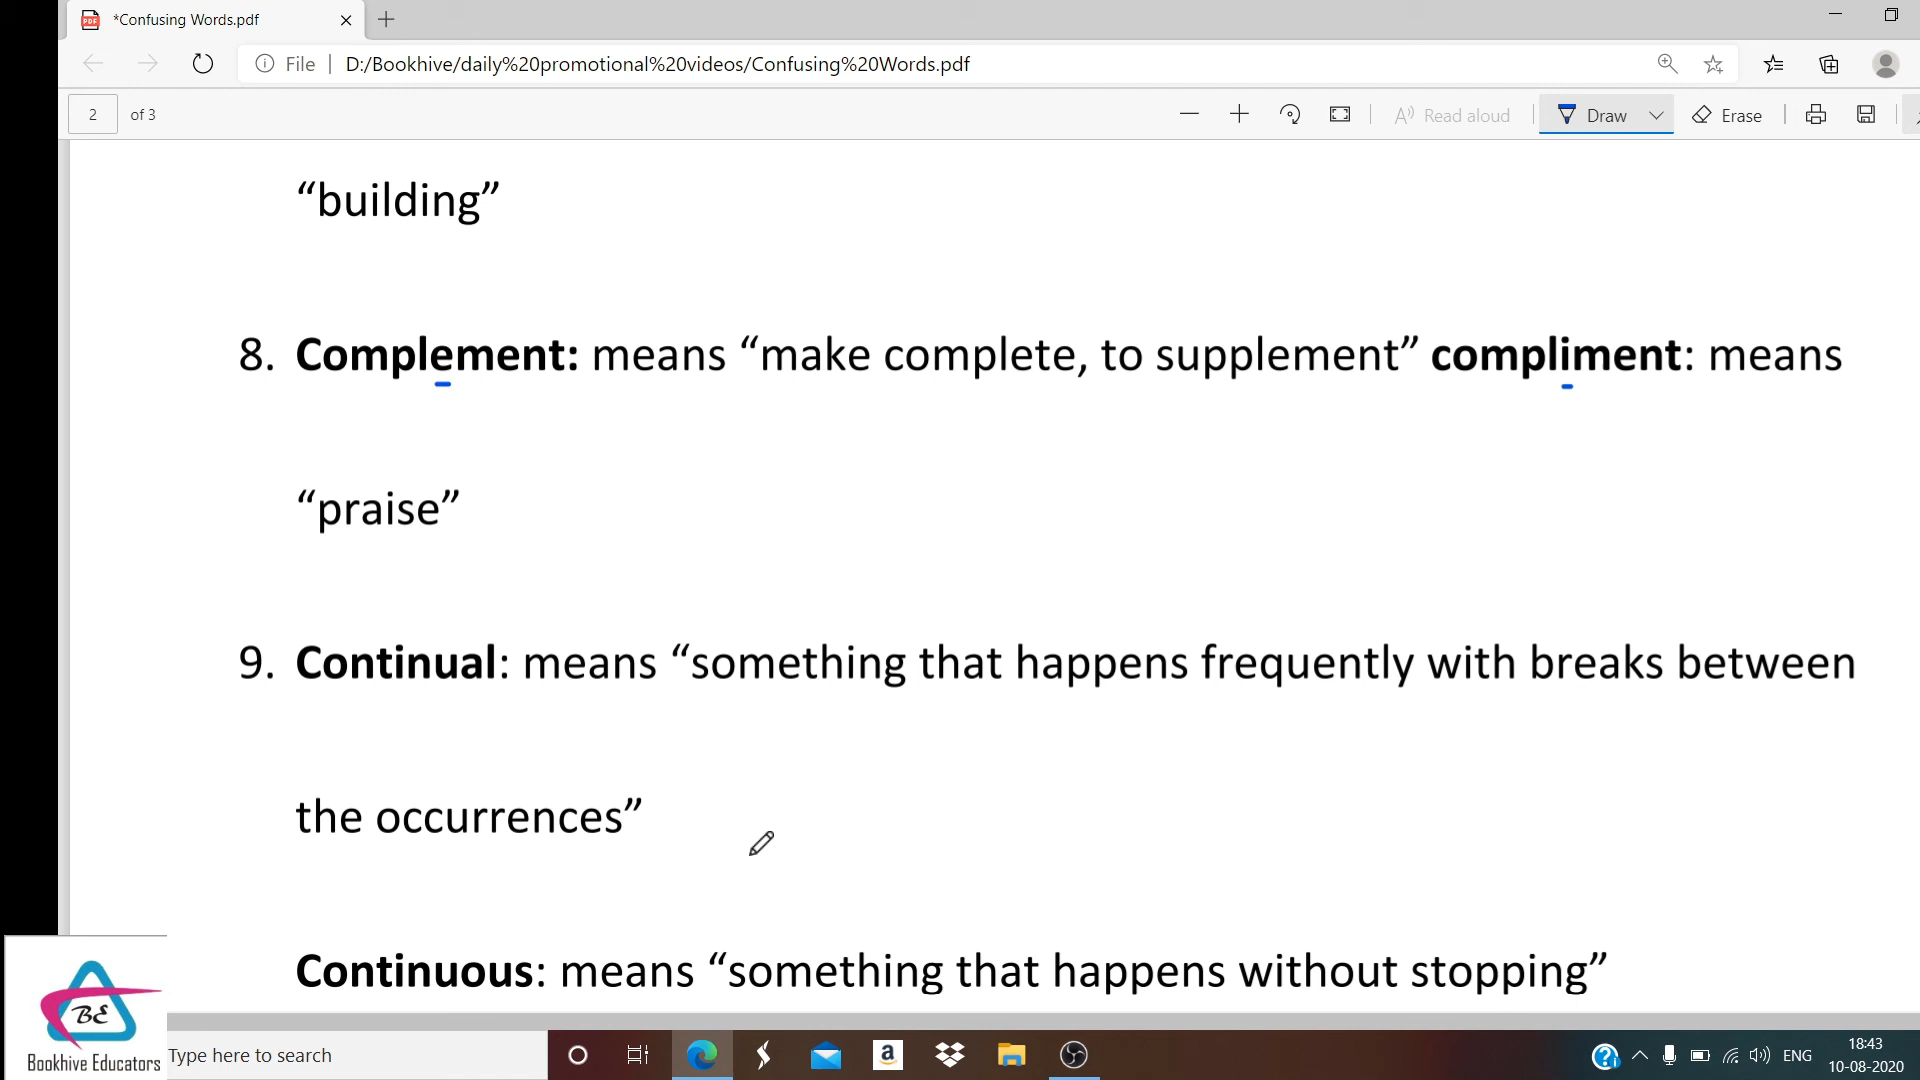 *Confusing Words.pdf
File | D:/Bookhive/daily%20promotional%20videos/Confusing%20Words.pdf
2 of 3 Read aloud Draw Erase
“building”
8. Complement: means “make complete, to supplement” compliment: means
“praise”
9. Continual: means “something that happens frequently with breaks between
the occurrences”
Continuous: means “something that happens without stopping”
BE
Bookhive Educators
Type here to search
a
ENG
18:43
10-08-2020